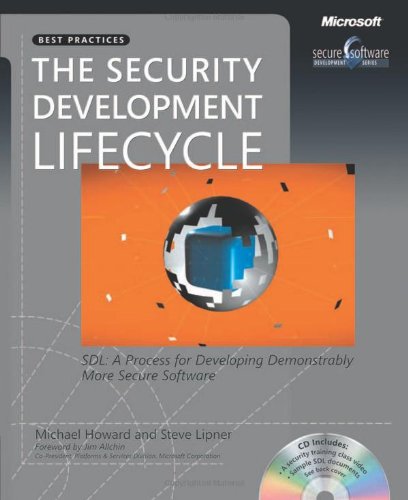 Microsoft
BEST PRACTICES
secure software
DEVELOPMENT SERIES
THE SECURITY
DEVELOPMENT
LIFECYCLE
SDL: A Process for Developing Demonstrably
More Secure Software
Michael Howard and Steve Lipner
Foreword by Jim Allchin
Co-President, Platforms & Services Division, Microsoft Corporation
CD Includes:
• A security training class video
• Sample SDL documents
See back cover